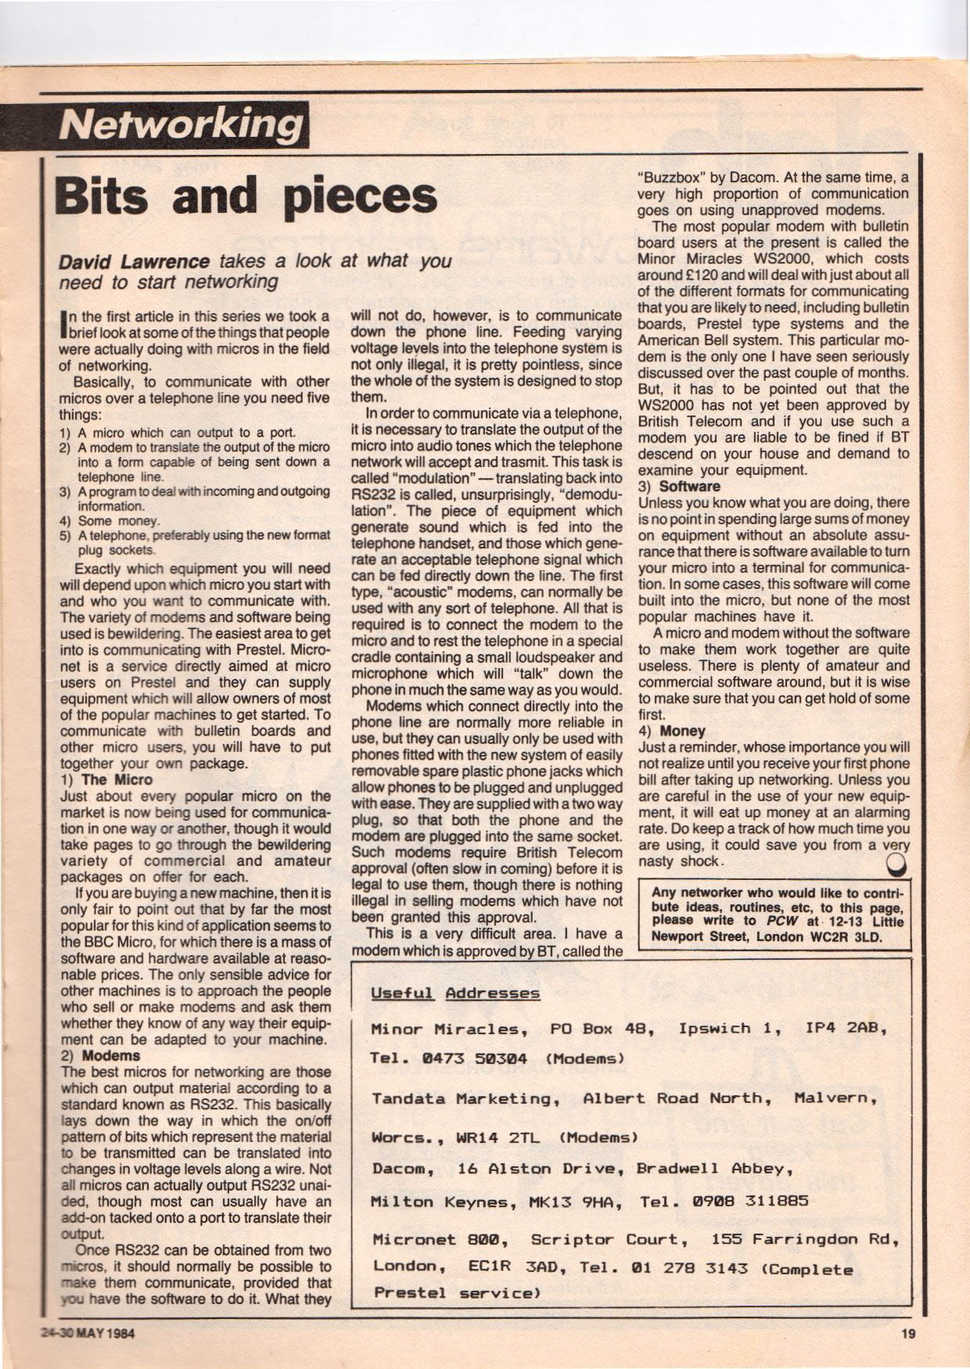 Networking
Bits and pieces
David Lawrence takes a look at what you
need to start networking
In the first article in this series we took a
brief look at some of the things that people
were actually doing with micros in the field
of networking.
Basically, to communicate with other
micros over a telephone line you need five
things:
1) A micro which can output to a port.
2) A modem to translate the output of the micro
into a form capable of being sent down a
telephone line.
3) A program to deal with incoming and outgoing
information.
4) Some money.
5) A telephone, preferably using the new format
plug sockets.
Exactly which equipment you will need
will depend upon which micro you start with
and who you want to communicate with.
The variety of modems and software being
used is bewildering. The easiest area to get
into is communicating with Prestel. Micro-
net is a service directly aimed at micro
users on Prestel and they can supply
equipment which will allow owners of most
of the popular machines to get started. To
communicate with bulletin boards and
other micro users, you will have to put
together your own package.
1) The Micro
Just about every popular micro on the
market is now being used for communica-
tion in one way or another, though it would
take pages to go through the bewildering
variety of commercial and amateur
packages on offer for each.
If you are buying a new machine, then it is
only fair to point out that by far the most
popular for this kind of application seems to
the BBC Micro, for which there is a mass of
software and hardware available at reaso-
nable prices. The only sensible advice for
other machines is to approach the people
who sell or make modems and ask them
whether they know of any way their equip-
ment can be adapted to your machine.
2) Modems
The best micros for networking are those
which can output material according to a
standard known as RS232. This basically
lays down the way in which the on/off
pattern of bits which represent the material
to be transmitted can be translated into
changes in voltage levels along a wire. Not
all micros can actually output RS232 unai-
ded, though most can usually have an
add-on tacked onto a port to translate their
output.
Once RS232 can be obtained from two
micros, it should normally be possible to
make them communicate, provided that
you have the software to do it. What they
will not do, however, is to communicate
down the phone line. Feeding varying
voltage levels into the telephone system is
not only illegal, it is pretty pointless, since
the whole of the system is designed to stop
them.
In order to communicate via a telephone,
it is necessary to translate the output of the
micro into audio tones which the telephone
network will accept and trasmit. This task is
called "modulation" — translating back into
RS232 is called, unsurprisingly, "demodu-
lation". The piece of equipment which
generate sound which is fed into the
telephone handset, and those which gene-
rate an acceptable telephone signal which
can be fed directly down the line. The first
type, "acoustic" modems, can normally be
used with any sort of telephone. All that is
required is to connect the modem to the
micro and to rest the telephone in a special
cradle containing a small loudspeaker and
microphone which will "talk" down the
phone in much the same way as you would.
Modems which connect directly into the
phone line are normally more reliable in
use, but they can usually only be used with
phones fitted with the new system of easily
removable spare plastic phone jacks which
allow phones to be plugged and unplugged
with ease. They are supplied with a two way
plug, so that both the phone and the
modem are plugged into the same socket.
Such modems require British Telecom
approval (often slow in coming) before it is
legal to use them, though there is nothing
illegal in selling modems which have not
been granted this approval.
This is a very difficult area. I have a
modem which is approved by BT, called the
"Buzzbox" by Dacom. At the same time, a
very high proportion of communication
goes on using unapproved modems.
The most popular modem with bulletin
board users at the present is called the
Minor Miracles WS2000, which costs
around £120 and will deal with just about all
of the different formats for communicating
that you are likely to need, including bulletin
boards, Prestel type systems and the
American Bell system. This particular mo-
dem is the only one I have seen seriously
discussed over the past couple of months.
But, it has to be pointed out that the
WS2000 has not yet been approved by
British Telecom and if you use such a
modem you are liable to be fined if BT
descend on your house and demand to
examine your equipment.
3) Software
Unless you know what you are doing, there
is no point in spending large sums of money
on equipment without an absolute assu-
rance that there is software available to turn
your micro into a terminal for communica-
tion. In some cases, this software will come
built into the micro, but none of the most
popular machines have it.
A micro and modem without the software
to make them work together are quite
useless. There is plenty of amateur and
commercial software around, but it is wise
to make sure that you can get hold of some
first.
4) Money
Just a reminder, whose importance you will
not realize until you receive your first phone
bill after taking up networking. Unless you
are careful in the use of your new equip-
ment, it will eat up money at an alarming
rate. Do keep a track of how much time you
are using, it could save you from a very
nasty shock.
Any networker who would like to contri-
bute ideas, routines, etc, to this page,
please write to PCW at 12-13 Little
Newport Street, London WC2R 3LD.
Useful Addresses
Minor Miracles, PO Box 48, Ipswich 1, IP4 2AB,
Tel. 0473 50304 (Modems)
Tandata Marketing, Albert Road North, Malvern,
Worcs., WR14 2TL (Modems)
Dacom, 16 Alston Drive, Bradwell Abbey,
Milton Keynes, MK13 9HA, Tel. 0908 311885
Micronet 800, Scriptor Court, 155 Farringdon Rd,
London, EC1R 3AD, Tel. 01 278 3143 (Complete
Prestel service)
24-30 MAY 1984
19